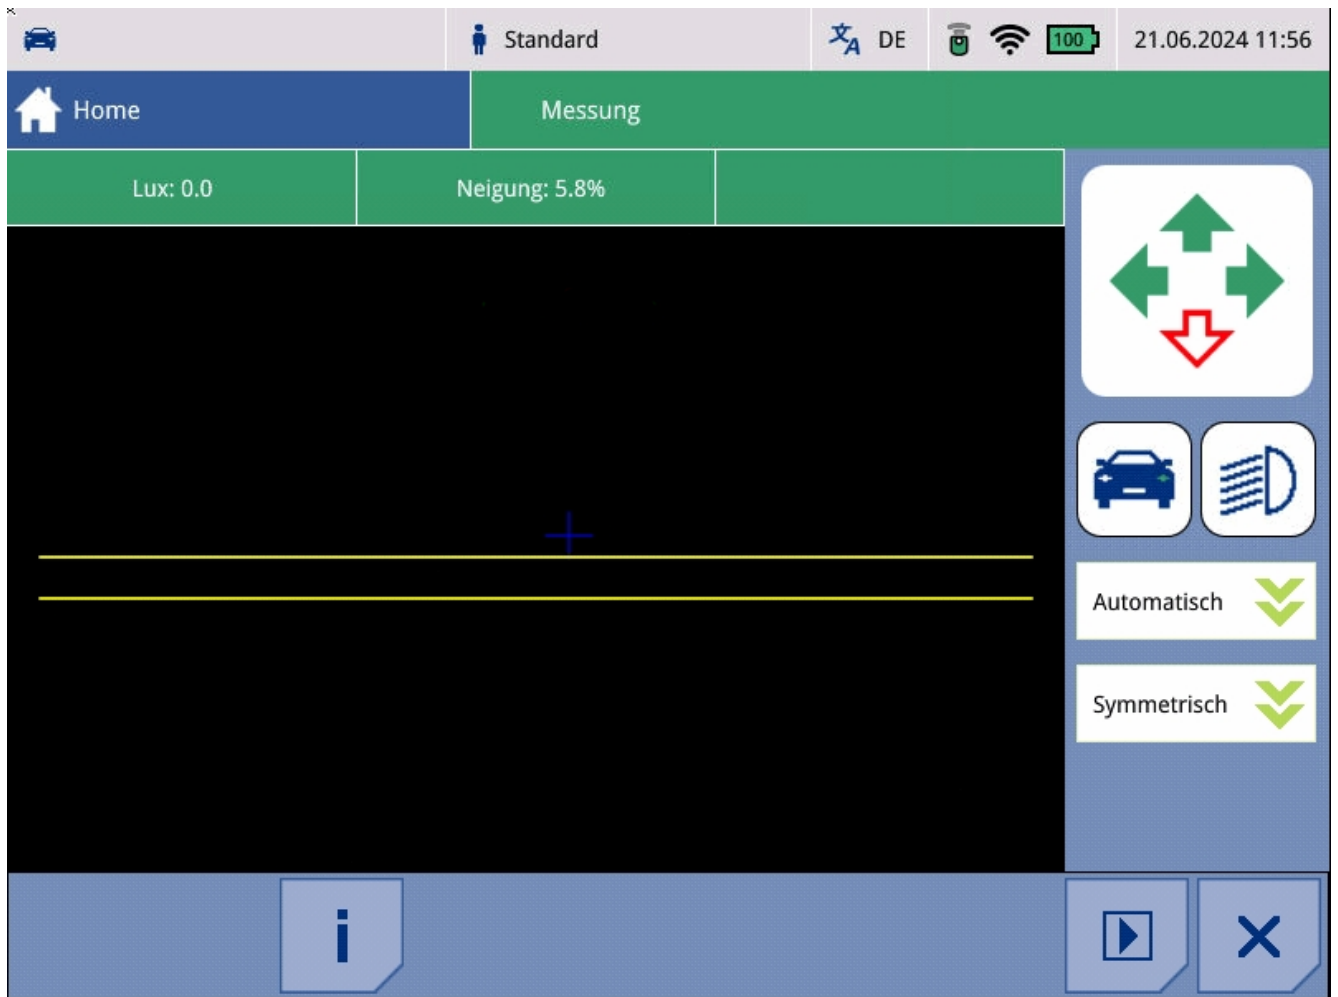 Standard
DE
100
21.06.2024 11:56
Home
Messung
Lux: 0.0
Neigung: 5.8%
Automatisch
Symmetrisch
i